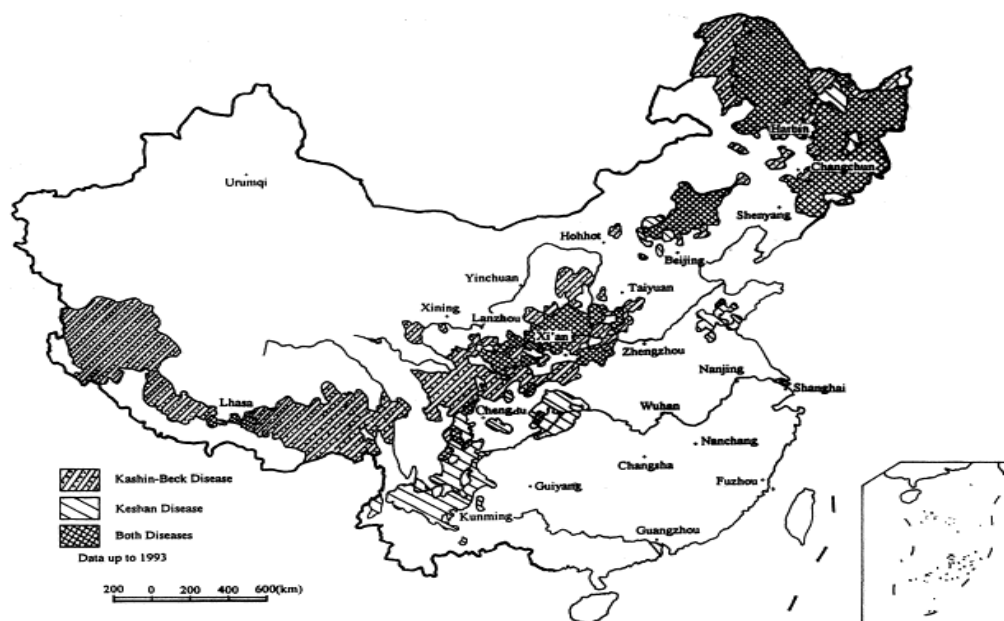 Harbin
Changchun
Urumqi
Shenyang
Hohhot
Beijing
Yinchuan
Taiyuan
Xining
Lanzhou
Xi'an
Zhengzhou
Nanjing
Shanghai
Lhasa
Chengdu
Wuhan
Nanchang
Changsha
Kashin-Beck Disease
Guiyang
Fuzhou
Keshan Disease
Kunming
Both Diseases
Guangzhou
Data up to 1993
200 0 200 400 600(km)